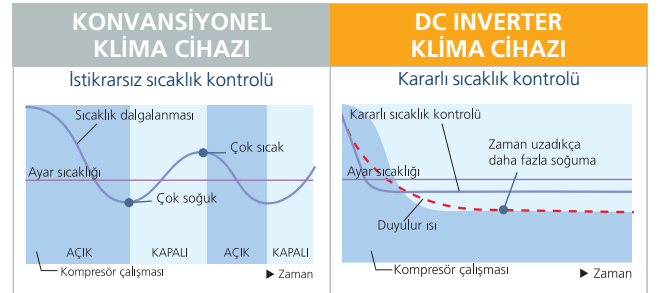 KONVANSİYONEL
KLİMA CİHAZI
İstikrarsız sıcaklık kontrolü
Sıcaklık dalgalanması
Çok sıcak
Ayar sıcaklığı
Çok soğuk
AÇIK KAPALI AÇIK KAPALI
Kompresör çalışması
▶ Zaman
DC INVERTER
KLİMA CİHAZI
Kararlı sıcaklık kontrolü
Kararlı sıcaklık kontrolü
Zaman uzadıkça
daha fazla soğuma
Ayar sıcaklığı
Duyulur ısı
Kompresör çalışması
▶ Zaman